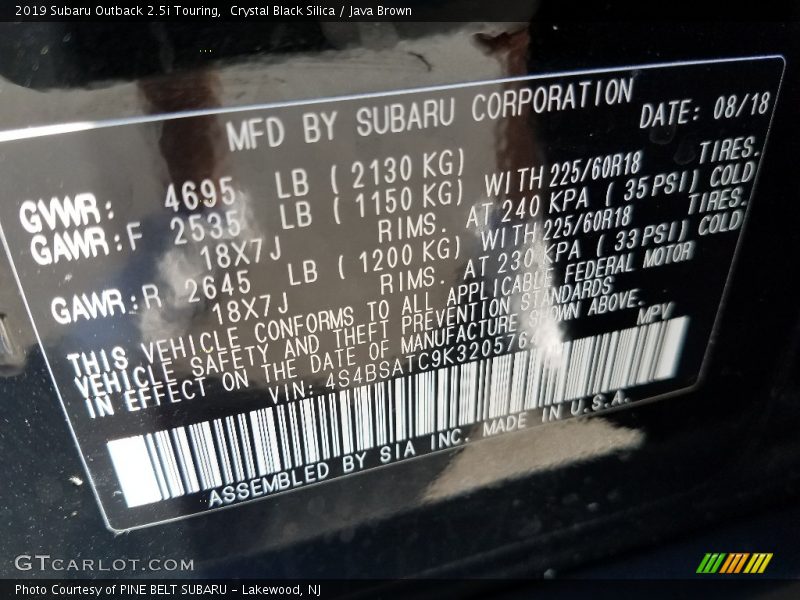 2019 Subaru Outback 2.5i Touring, Crystal Black Silica / Java Brown
MFD BY SUBARU CORPORATION DATE: 08/18
GVWR: 4695 LB ( 2130 KG)
GAWR:F 2535 LB ( 1150 KG) WITH 225/60R18 TIRES.
18X7J RIMS. AT 240 KPA ( 35 PSI) COLD
GAWR:R 2645 LB ( 1200 KG) WITH 225/60R18 TIRES.
18X7J RIMS. AT 230 KPA ( 33 PSI) COLD.
THIS VEHICLE CONFORMS TO ALL APPLICABLE FEDERAL MOTOR
VEHICLE SAFETY AND THEFT PREVENTION STANDARDS
IN EFFECT ON THE DATE OF MANUFACTURE SHOWN ABOVE.
VIN: MPV
ASSEMBLED BY SIA INC. MADE IN U.S.A.
GTCARLOT.COM
Photo Courtesy of PINE BELT SUBARU - Lakewood, NJ